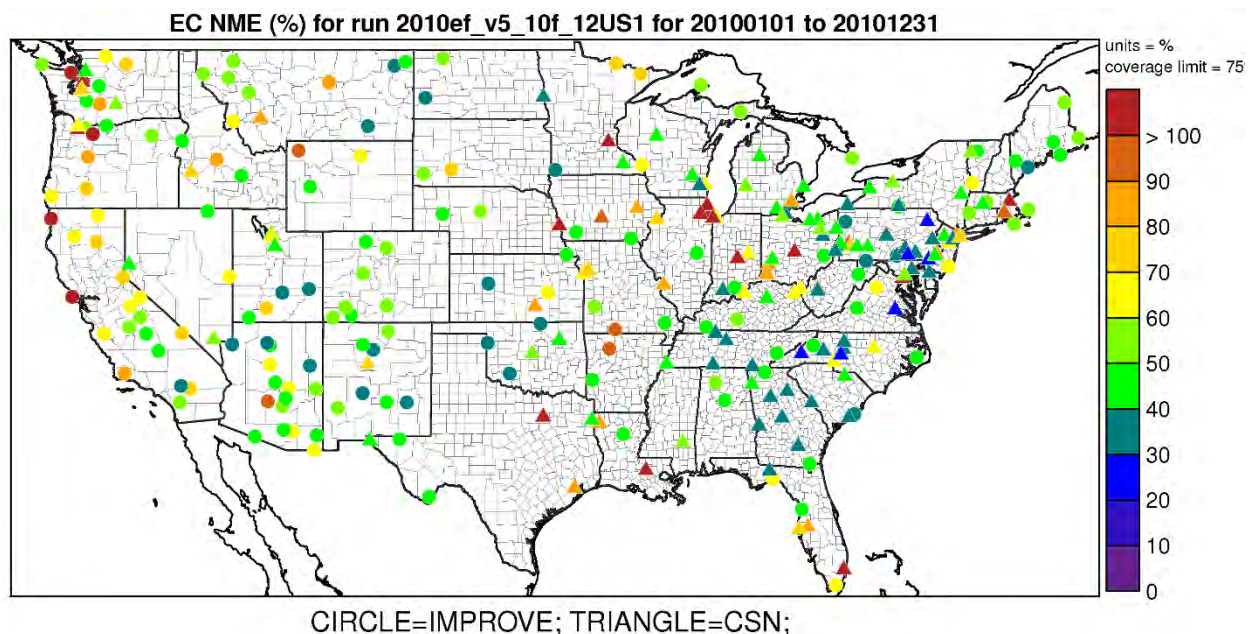 EC NME (%) for run 2010ef_v5_10f_12US1 for 20100101 to 20101231
units = %
coverage limit = 75%
> 100
90
80
70
60
50
40
30
20
10
0
CIRCLE=IMPROVE; TRIANGLE=CSN;